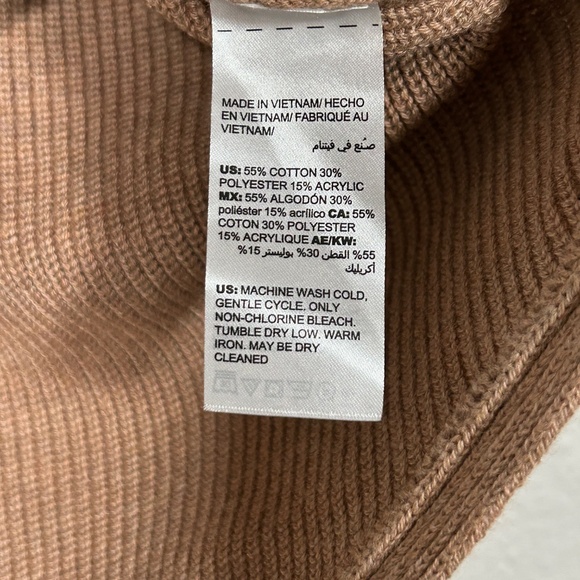 MADE IN VIETNAM/ HECHO
EN VIETNAM/ FABRIQUÉ AU
VIETNAM/
صُنع في فيتنام
US: 55% COTTON 30%
POLYESTER 15% ACRYLIC
MX: 55% ALGODÓN 30%
poliéster 15% acrílico CA: 55%
COTON 30% POLYESTER
15% ACRYLIQUE AE/KW:
55% القطن 30% بوليستر 15%
أكريليك
US: MACHINE WASH COLD,
GENTLE CYCLE. ONLY
NON-CHLORINE BLEACH.
TUMBLE DRY LOW. WARM
IRON. MAY BE DRY
CLEANED